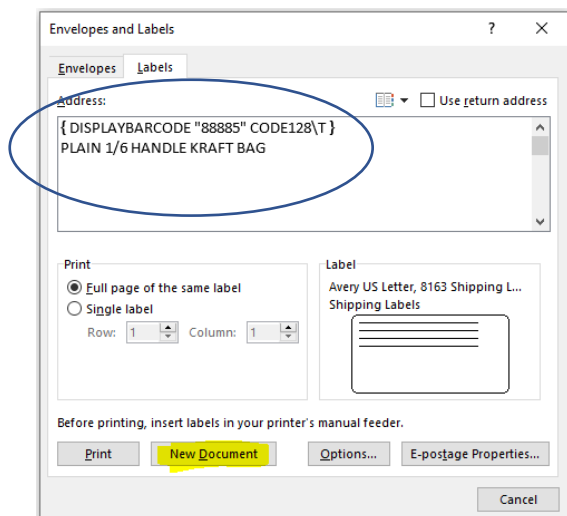 Envelopes and Labels ? ×
Envelopes Labels
Address: Use return address
{ DISPLAYBARCODE "88885" CODE128\T }
PLAIN 1/6 HANDLE KRAFT BAG
Print
Full page of the same label
Single label
Row: 1 Column: 1
Label
Avery US Letter, 8163 Shipping L...
Shipping Labels
Before printing, insert labels in your printer's manual feeder.
Print New Document Options... E-postage Properties...
Cancel